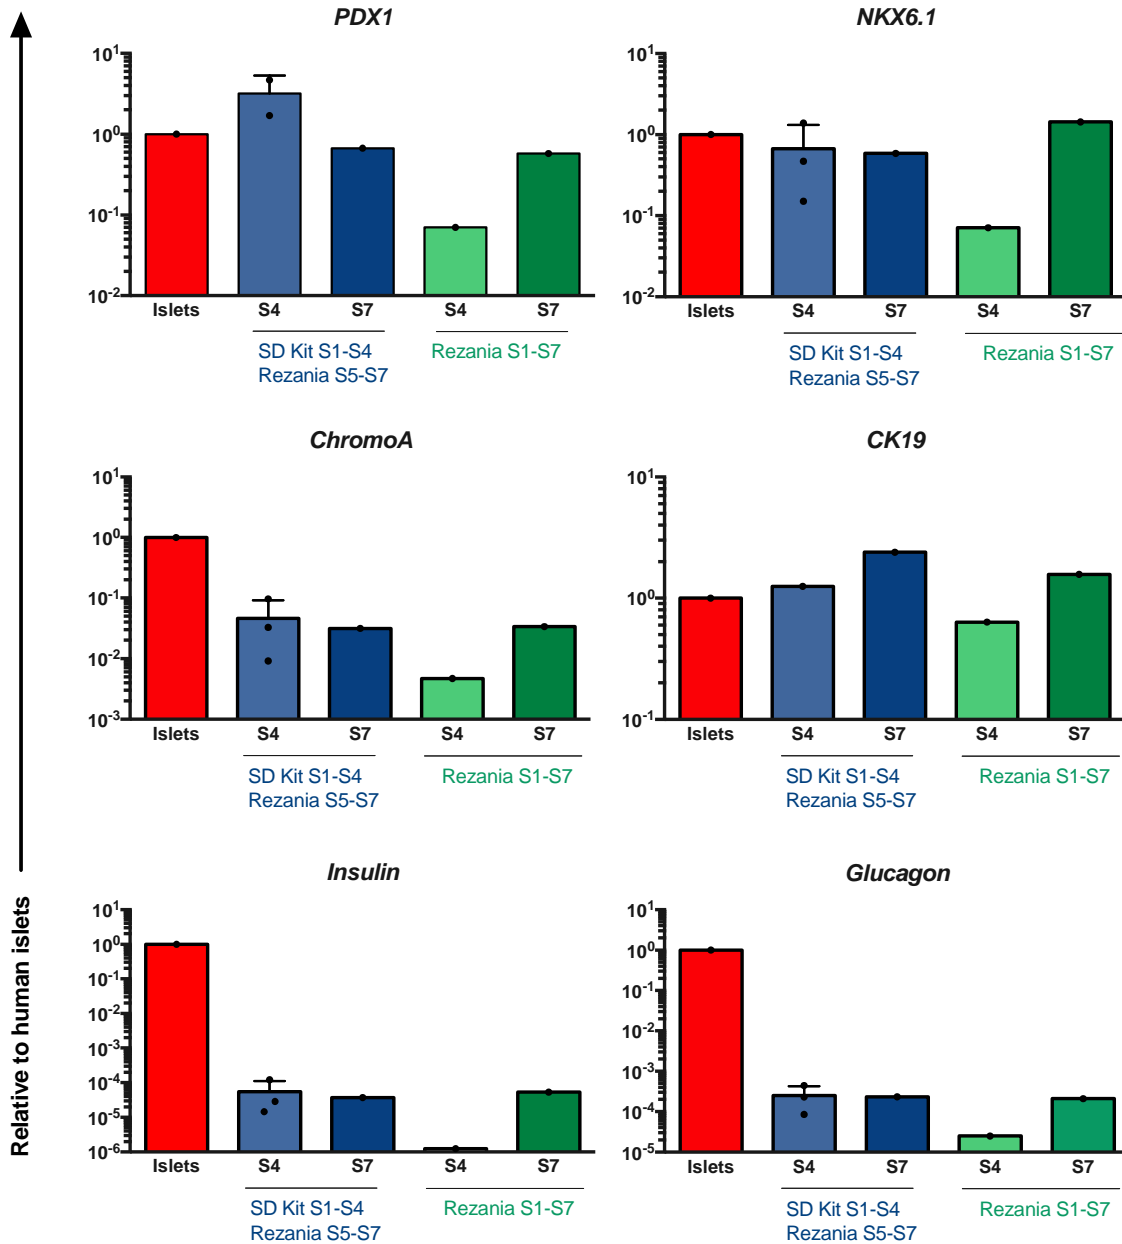 Relative to human islets
PDX1
10^1
10^0
10^-1
10^-2
Islets S4 S7 S4 S7
SD Kit S1-S4
Rezania S5-S7
Rezania S1-S7
NKX6.1
10^1
10^0
10^-1
10^-2
Islets S4 S7 S4 S7
SD Kit S1-S4
Rezania S5-S7
Rezania S1-S7
ChromoA
10^1
10^0
10^-1
10^-2
10^-3
Islets S4 S7 S4 S7
SD Kit S1-S4
Rezania S5-S7
Rezania S1-S7
CK19
10^1
10^0
10^-1
Islets S4 S7 S4 S7
SD Kit S1-S4
Rezania S5-S7
Rezania S1-S7
Insulin
10^1
10^0
10^-1
10^-2
10^-3
10^-4
10^-5
10^-6
Islets S4 S7 S4 S7
SD Kit S1-S4
Rezania S5-S7
Rezania S1-S7
Glucagon
10^1
10^0
10^-1
10^-2
10^-3
10^-4
10^-5
Islets S4 S7 S4 S7
SD Kit S1-S4
Rezania S5-S7
Rezania S1-S7